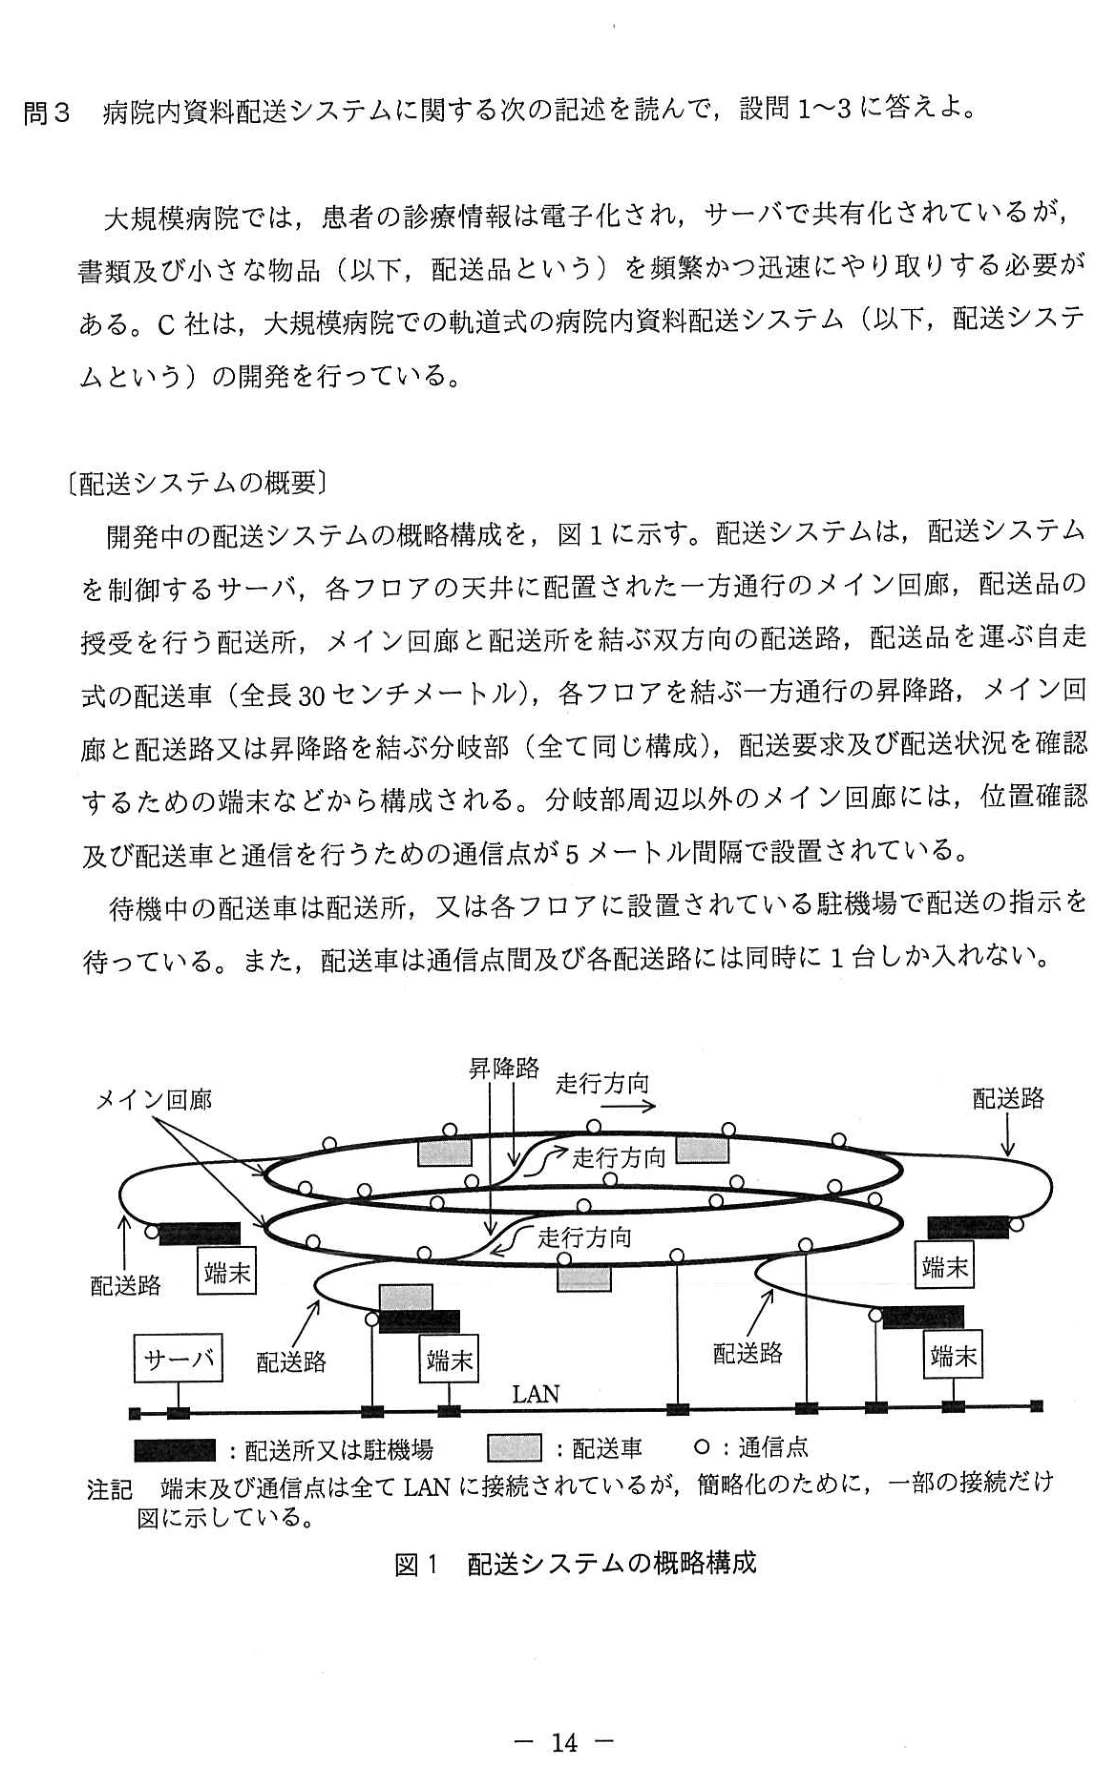 問3 病院内資料配送システムに関する次の記述を読んで，設問1～3に答えよ。
大規模病院では，患者の診療情報は電子化され，サーバで共有化されているが，
書類及び小さな物品（以下，配送品という）を頻繁かつ迅速にやり取りする必要が
ある。C社は，大規模病院での軌道式の病院内資料配送システム（以下，配送システ
ムという）の開発を行っている。
〔配送システムの概要〕
開発中の配送システムの概略構成を，図1に示す。配送システムは，配送システム
を制御するサーバ，各フロアの天井に配置された一方通行のメイン回廊，配送品の
授受を行う配送所，メイン回廊と配送所を結ぶ双方向の配送路，配送品を運ぶ自走
式の配送車（全長30センチメートル），各フロアを結ぶ一方通行の昇降路，メイン回
廊と配送路又は昇降路を結ぶ分岐部（全て同じ構成），配送要求及び配送状況を確認
するための端末などから構成される。分岐部周辺以外のメイン回廊には，位置確認
及び配送車と通信を行うための通信点が5メートル間隔で設置されている。
待機中の配送車は配送所，又は各フロアに設置されている駐機場で配送の指示を
待っている。また，配送車は通信点間及び各配送路には同時に1台しか入れない。
昇降路
走行方向
メイン回廊
配送路
走行方向
走行方向
端末
端末
配送路
サーバ
配送路
端末
配送路
端末
LAN
：配送所又は駐機場
：配送車
：通信点
注記 端末及び通信点は全てLANに接続されているが，簡略化のために，一部の接続だけ
図に示している。
図1 配送システムの概略構成
－ 14 －